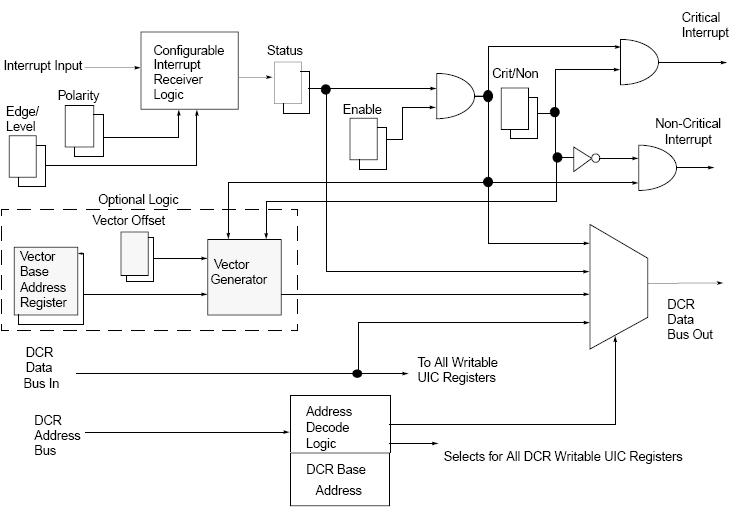 Critical
Interrupt
Configurable
Interrupt
Receiver
Logic
Status
Interrupt Input
Crit/Non
Polarity
Enable
Edge/
Level
Non-Critical
Interrupt
Optional Logic
Vector Offset
Vector
Base
Address
Register
Vector
Generator
DCR
Data
Bus Out
DCR
Data
Bus In
To All Writable
UIC Registers
DCR
Address
Bus
Address
Decode
Logic
Selects for All DCR Writable UIC Registers
DCR Base
Address